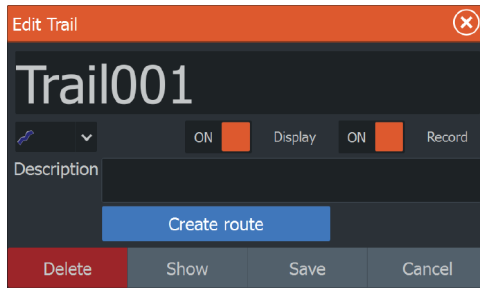 Edit Trail
Trail001
ON Display ON Record
Description
Create route
Delete Show Save Cancel